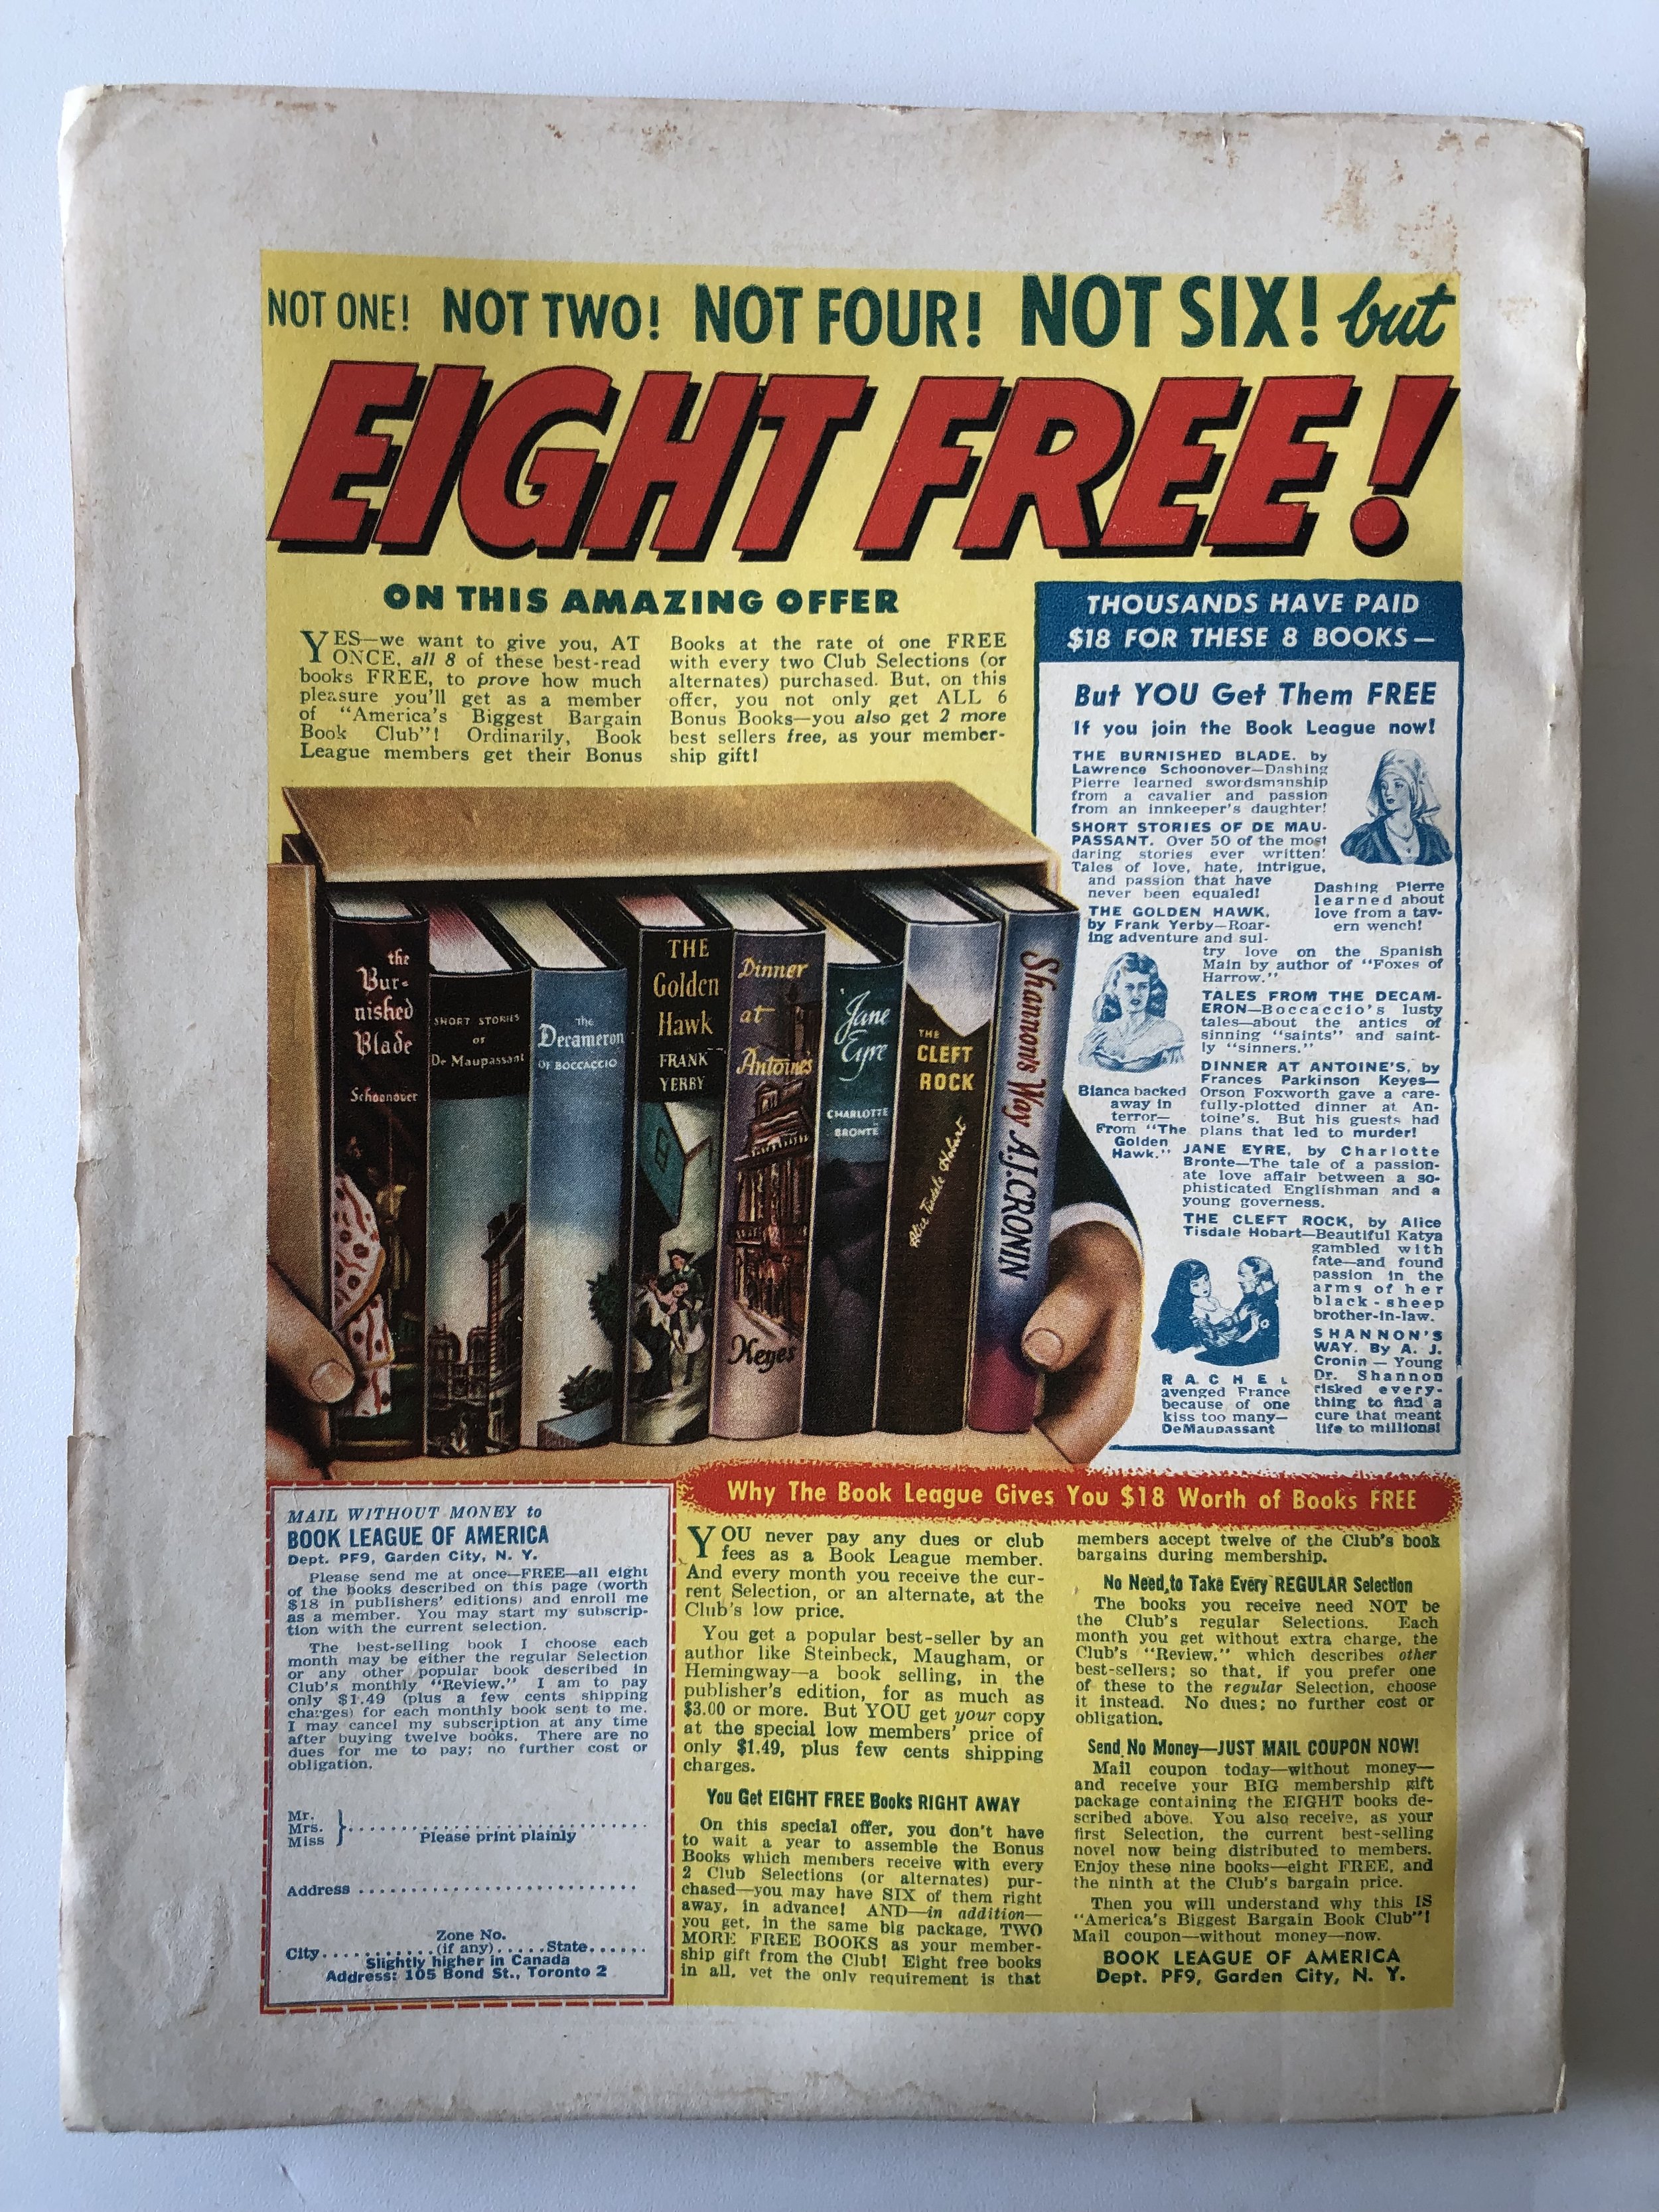 NOT ONE! NOT TWO! NOT FOUR! NOT SIX! but
EIGHT FREE!
ON THIS AMAZING OFFER
YES—we want to give you, AT
ONCE, all 8 of these best-read
books FREE, to prove how much
pleasure you'll get as a member
of "America's Biggest Bargain
Book Club"! Ordinarily, Book
League members get their Bonus
Books at the rate of one FREE
with every two Club Selections (or
alternates) purchased. But, on this
offer, you not only get ALL 6
Bonus Books—you also get 2 more
best sellers free, as your member-
ship gift!
THOUSANDS HAVE PAID
$18 FOR THESE 8 BOOKS—
But YOU Get Them FREE
If you join the Book League now!
THE BURNISHED BLADE, by
Lawrence Schoonover—Dashing
Pierre learned swordsmanship
from a cavalier and passion
from an innkeeper's daughter!
SHORT STORIES OF DE MAU-
PASSANT. Over 50 of the most
daring stories ever written!
Tales of love, hate, intrigue,
and passion that have
never been equaled!
Dashing Pierre
learned about
love from a tav-
ern wench!
THE GOLDEN HAWK,
by Frank Yerby—Roar-
ing adventure and sul-
try love on the Spanish
Main by author of "Foxes of
Harrow."
TALES FROM THE DECAM-
ERON—Boccaccio's lusty
tales—about the antics of
sinning "saints" and saint-
ly "sinners."
DINNER AT ANTOINE'S, by
Frances Parkinson Keyes—
Orson Foxworth gave a care-
fully-plotted dinner at An-
toine's. But his guests had
plans that led to murder!
Bianca backed
away in
terror—
From "The
Golden
Hawk."
JANE EYRE, by Charlotte
Bronte—The tale of a passion-
ate love affair between a so-
phisticated Englishman and a
young governess.
THE CLEFT ROCK, by Alice
Tisdale Hobart—Beautiful Katya
gambled with
fate—and found
passion in the
arms of her
black-sheep
brother-in-law.
SHANNON'S
WAY. By A. J.
Cronin—Young
Dr. Shannon
risked every-
thing to find a
cure that meant
life to millions!
RACHEL
avenged France
because of one
kiss too many—
DeMaupassant
the
Bur-
nished
Blade
Schoonover
SHORT STORIES
OF
De Maupassant
The
Decameron
OF BOCCACCIO
THE
Golden
Hawk
FRANK
YERBY
Dinner
at
Antoine's
Keyes
Jane
Eyre
CHARLOTTE
BRONTË
THE
CLEFT
ROCK
Alice Tisdale Hobart
Shannon's Way A.J.CRONIN
MAIL WITHOUT MONEY to
BOOK LEAGUE OF AMERICA
Dept. PF9, Garden City, N. Y.
Please send me at once—FREE—all eight
of the books described on this page (worth
$18 in publishers' editions) and enroll me
as a member. You may start my subscrip-
tion with the current selection.
The best-selling book I choose each
month may be either the regular Selection
or any other popular book described in
Club's monthly "Review." I am to pay
only $1.49 (plus a few cents shipping
charges) for each monthly book sent to me.
I may cancel my subscription at any time
after buying twelve books. There are no
dues for me to pay; no further cost or
obligation.
Mr.
Mrs.
Miss
Please print plainly
Address
Zone No.
City (if any) State
Slightly higher in Canada
Address: 105 Bond St., Toronto 2
Why The Book League Gives You $18 Worth of Books FREE
YOU never pay any dues or club
fees as a Book League member.
And every month you receive the cur-
rent Selection, or an alternate, at the
Club's low price.
You get a popular best-seller by an
author like Steinbeck, Maugham, or
Hemingway—a book selling, in the
publisher's edition, for as much as
$3.00 or more. But YOU get your copy
at the special low members' price of
only $1.49, plus few cents shipping
charges.
You Get EIGHT FREE Books RIGHT AWAY
On this special offer, you don't have
to wait a year to assemble the Bonus
Books which members receive with every
2 Club Selections (or alternates) pur-
chased—you may have SIX of them right
away, in advance! AND—in addition—
you get, in the same big package, TWO
MORE FREE BOOKS as your member-
ship gift from the Club! Eight free books
in all, yet the only requirement is that
members accept twelve of the Club's book
bargains during membership.
No Need to Take Every REGULAR Selection
The books you receive need NOT be
the Club's regular Selections. Each
month you get without extra charge, the
Club's "Review," which describes other
best-sellers; so that, if you prefer one
of these to the regular Selection, choose
it instead. No dues; no further cost or
obligation.
Send No Money—JUST MAIL COUPON NOW!
Mail coupon today—without money—
and receive your BIG membership gift
package containing the EIGHT books de-
scribed above. You also receive, as your
first Selection, the current best-selling
novel now being distributed to members.
Enjoy these nine books—eight FREE, and
the ninth at the Club's bargain price.
Then you will understand why this IS
"America's Biggest Bargain Book Club"!
Mail coupon—without money—now.
BOOK LEAGUE OF AMERICA
Dept. PF9, Garden City, N. Y.